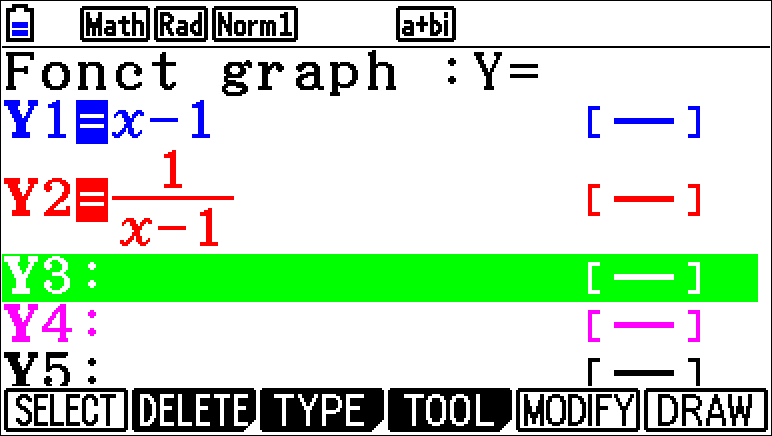 Math Rad Norm1 a+bi
Fonct graph :Y=
Y1=x-1 [—]
Y2=1/(x-1) [—]
Y3: [—]
Y4: [—]
Y5: [—]
SELECT DELETE TYPE TOOL MODIFY DRAW